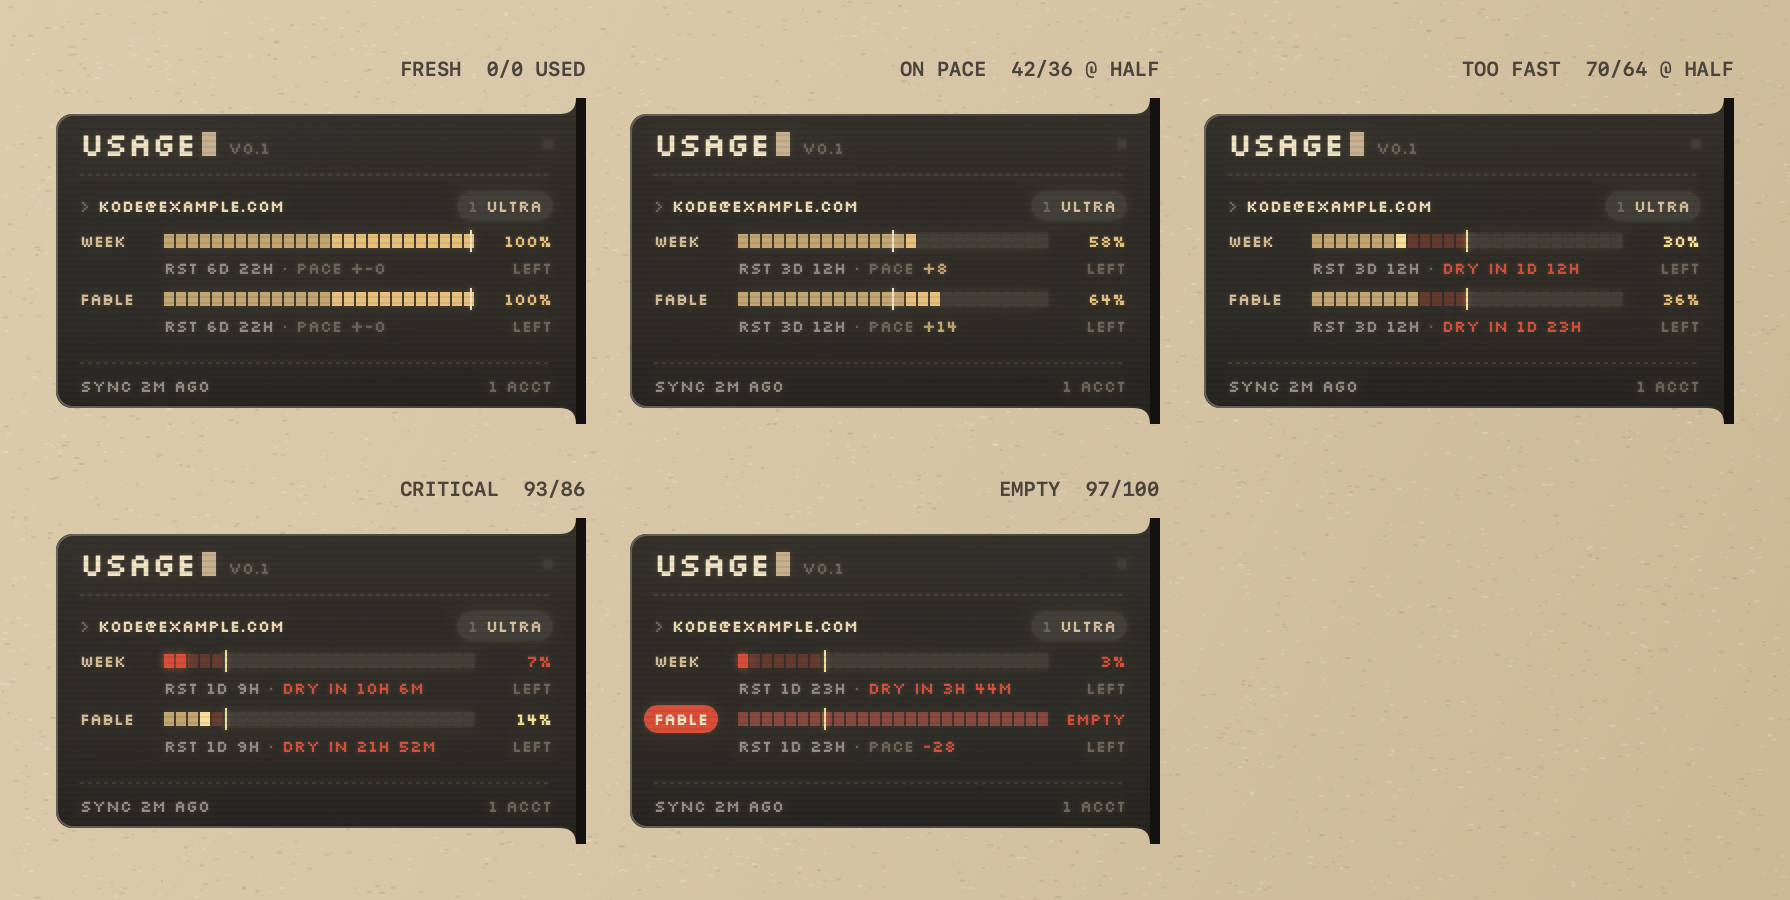 FRESH 0/0 USED
USAGE V0.1
> KODE@EXAMPLE.COM 1 ULTRA
WEEK 100%
RST 6D 22H · PACE +-0 LEFT
FABLE 100%
RST 6D 22H · PACE +-0 LEFT
SYNC 2M AGO 1 ACCT
ON PACE 42/36 @ HALF
USAGE V0.1
> KODE@EXAMPLE.COM 1 ULTRA
WEEK 58%
RST 3D 12H · PACE +8 LEFT
FABLE 64%
RST 3D 12H · PACE +14 LEFT
SYNC 2M AGO 1 ACCT
TOO FAST 70/64 @ HALF
USAGE V0.1
> KODE@EXAMPLE.COM 1 ULTRA
WEEK 30%
RST 3D 12H · DRY IN 1D 12H LEFT
FABLE 36%
RST 3D 12H · DRY IN 1D 23H LEFT
SYNC 2M AGO 1 ACCT
CRITICAL 93/86
USAGE V0.1
> KODE@EXAMPLE.COM 1 ULTRA
WEEK 7%
RST 1D 9H · DRY IN 10H 6M LEFT
FABLE 14%
RST 1D 9H · DRY IN 21H 52M LEFT
SYNC 2M AGO 1 ACCT
EMPTY 97/100
USAGE V0.1
> KODE@EXAMPLE.COM 1 ULTRA
WEEK 3%
RST 1D 23H · DRY IN 3H 44M LEFT
FABLE EMPTY
RST 1D 23H · PACE -28 LEFT
SYNC 2M AGO 1 ACCT